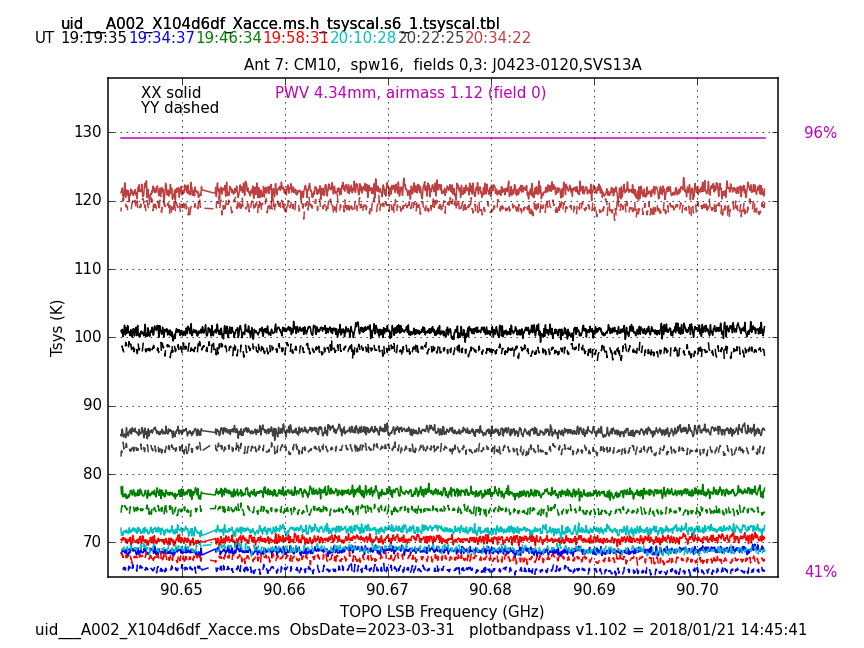 uid___A002_X104d6df_Xacce.ms.h_tsyscal.s6_1.tsyscal.tbl
UT 19:19:35 19:34:37 19:46:34 19:58:31 20:10:28 20:22:25 20:34:22
Ant 7: CM10,  spw16,  fields 0,3: J0423-0120,SVS13A
XX solid
YY dashed
PWV 4.34mm, airmass 1.12 (field 0)
96%
130
120
110
100
90
80
70
Tsys (K)
41%
90.65 90.66 90.67 90.68 90.69 90.70
TOPO LSB Frequency (GHz)
uid___A002_X104d6df_Xacce.ms  ObsDate=2023-03-31   plotbandpass v1.102 = 2018/01/21 14:45:41